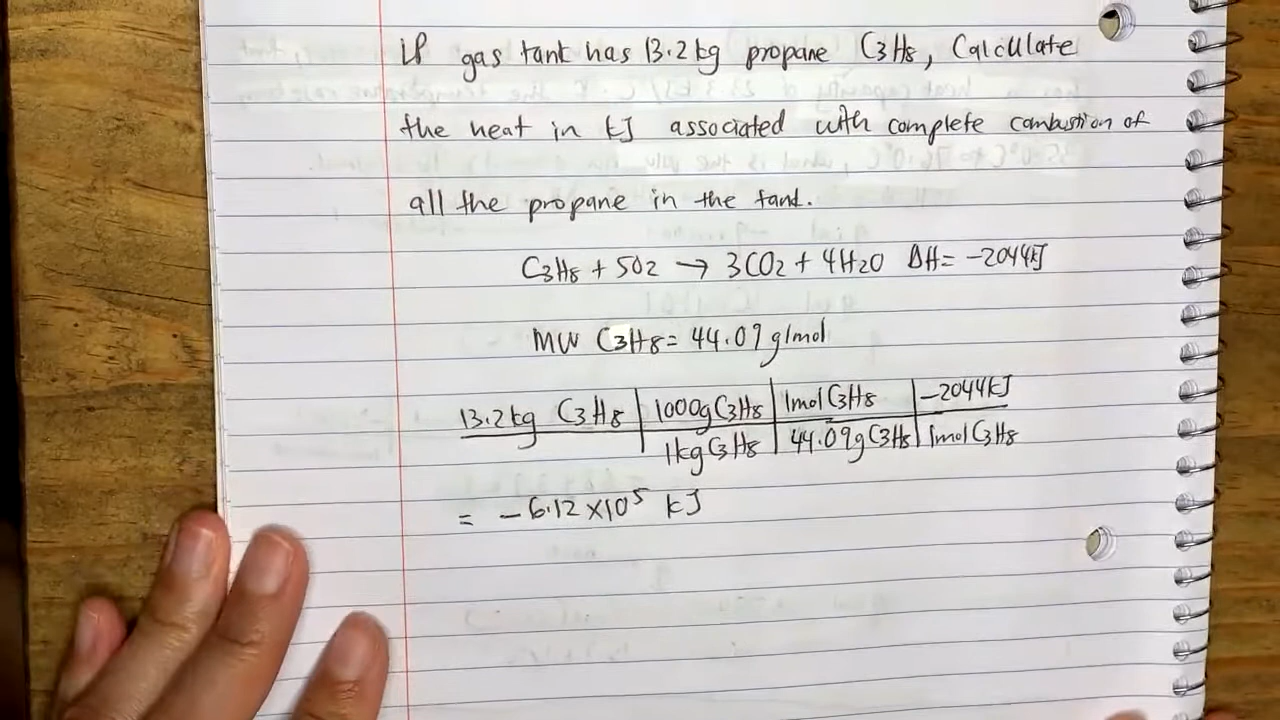 if gas tank has 13.2 kg propane C3H8, Calculate
the heat in kJ associated with complete combustion of
all the propane in the tank.
C3H8 + 5O2 → 3CO2 + 4H2O ΔH= -2044kJ
MW C3H8 = 44.09 g/mol
13.2 kg C3H8 | 1000g C3H8 | 1mol C3H8 | -2044kJ
1kg C3H8 | 44.09g C3H8 | 1mol C3H8
= -6.12 x10^5 kJ